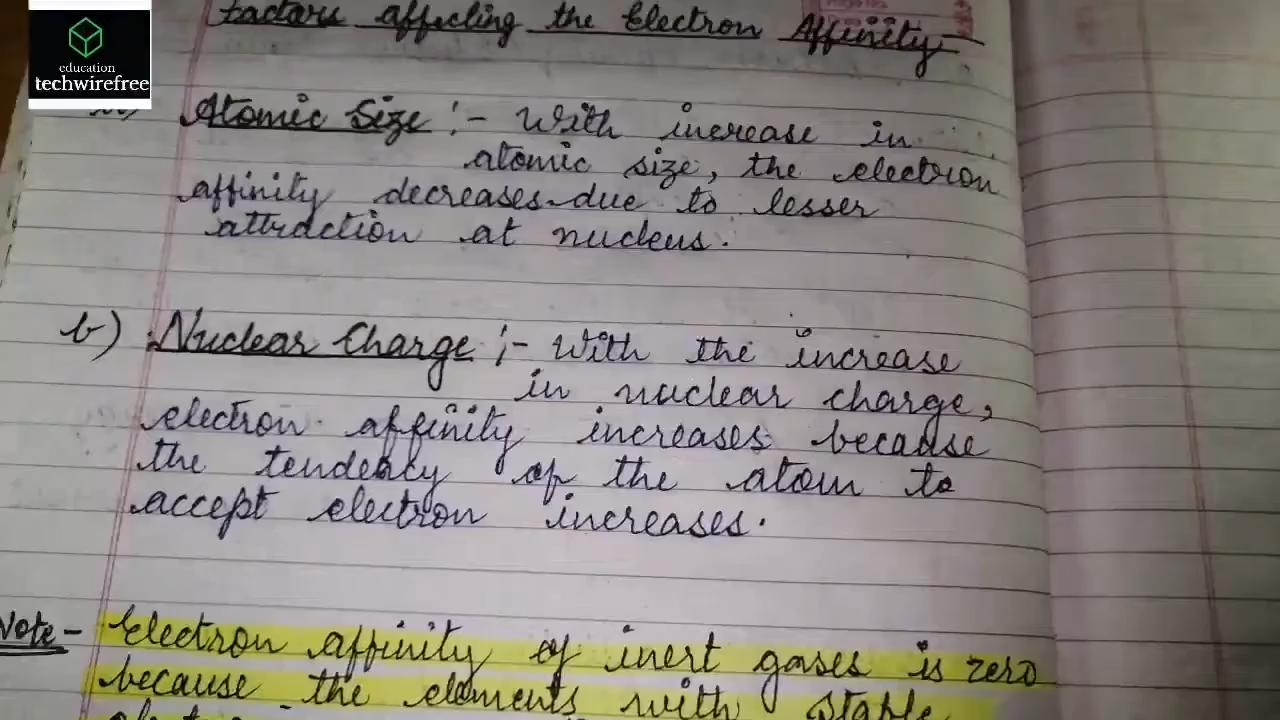 education
techwirefree
Factors affecting the Electron Affinity
Atomic Size :- With increase in
atomic size, the electron
affinity decreases due to lesser
attraction at nucleus.
b) Nuclear Charge :- With the increase
in nuclear charge,
electron affinity increases because
the tendency of the atom to
accept electron increases.
Note - Electron affinity of inert gases is zero
because the elements with stable